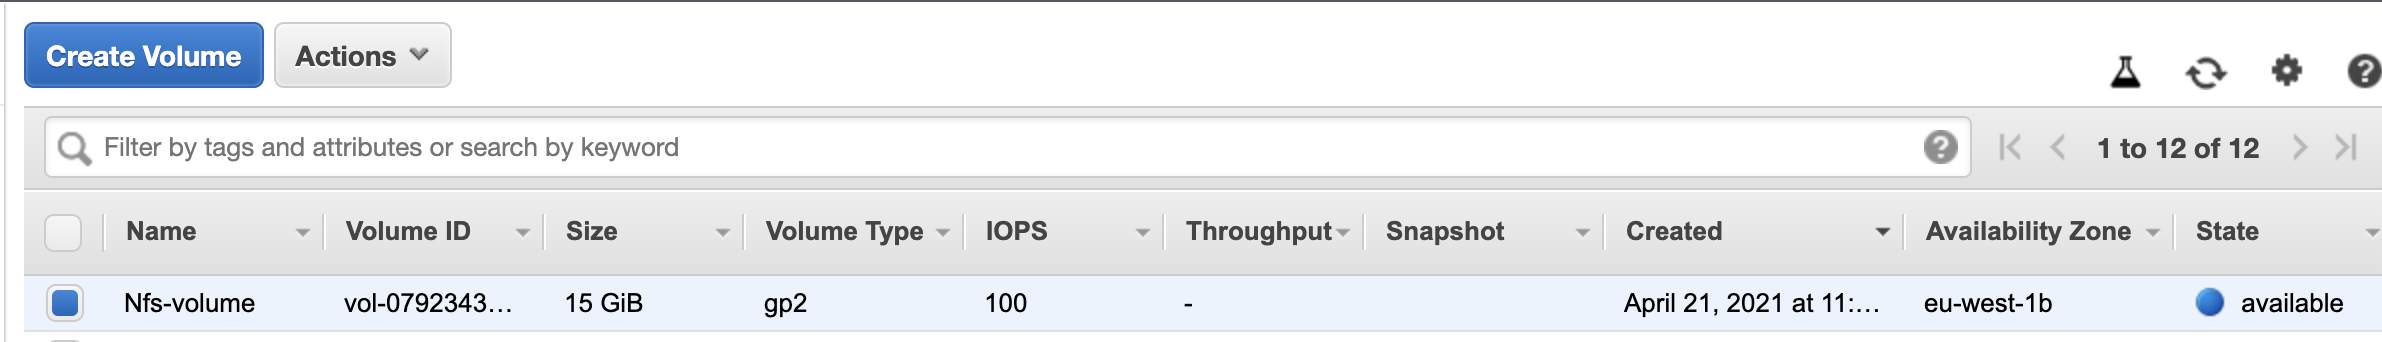 Create Volume Actions
Filter by tags and attributes or search by keyword ? 1 to 12 of 12 ?
Name Volume ID Size Volume Type IOPS Throughput Snapshot Created Availability Zone State
Nfs-volume vol-0792343… 15 GiB gp2 100 - April 21, 2021 at 11:… eu-west-1b available